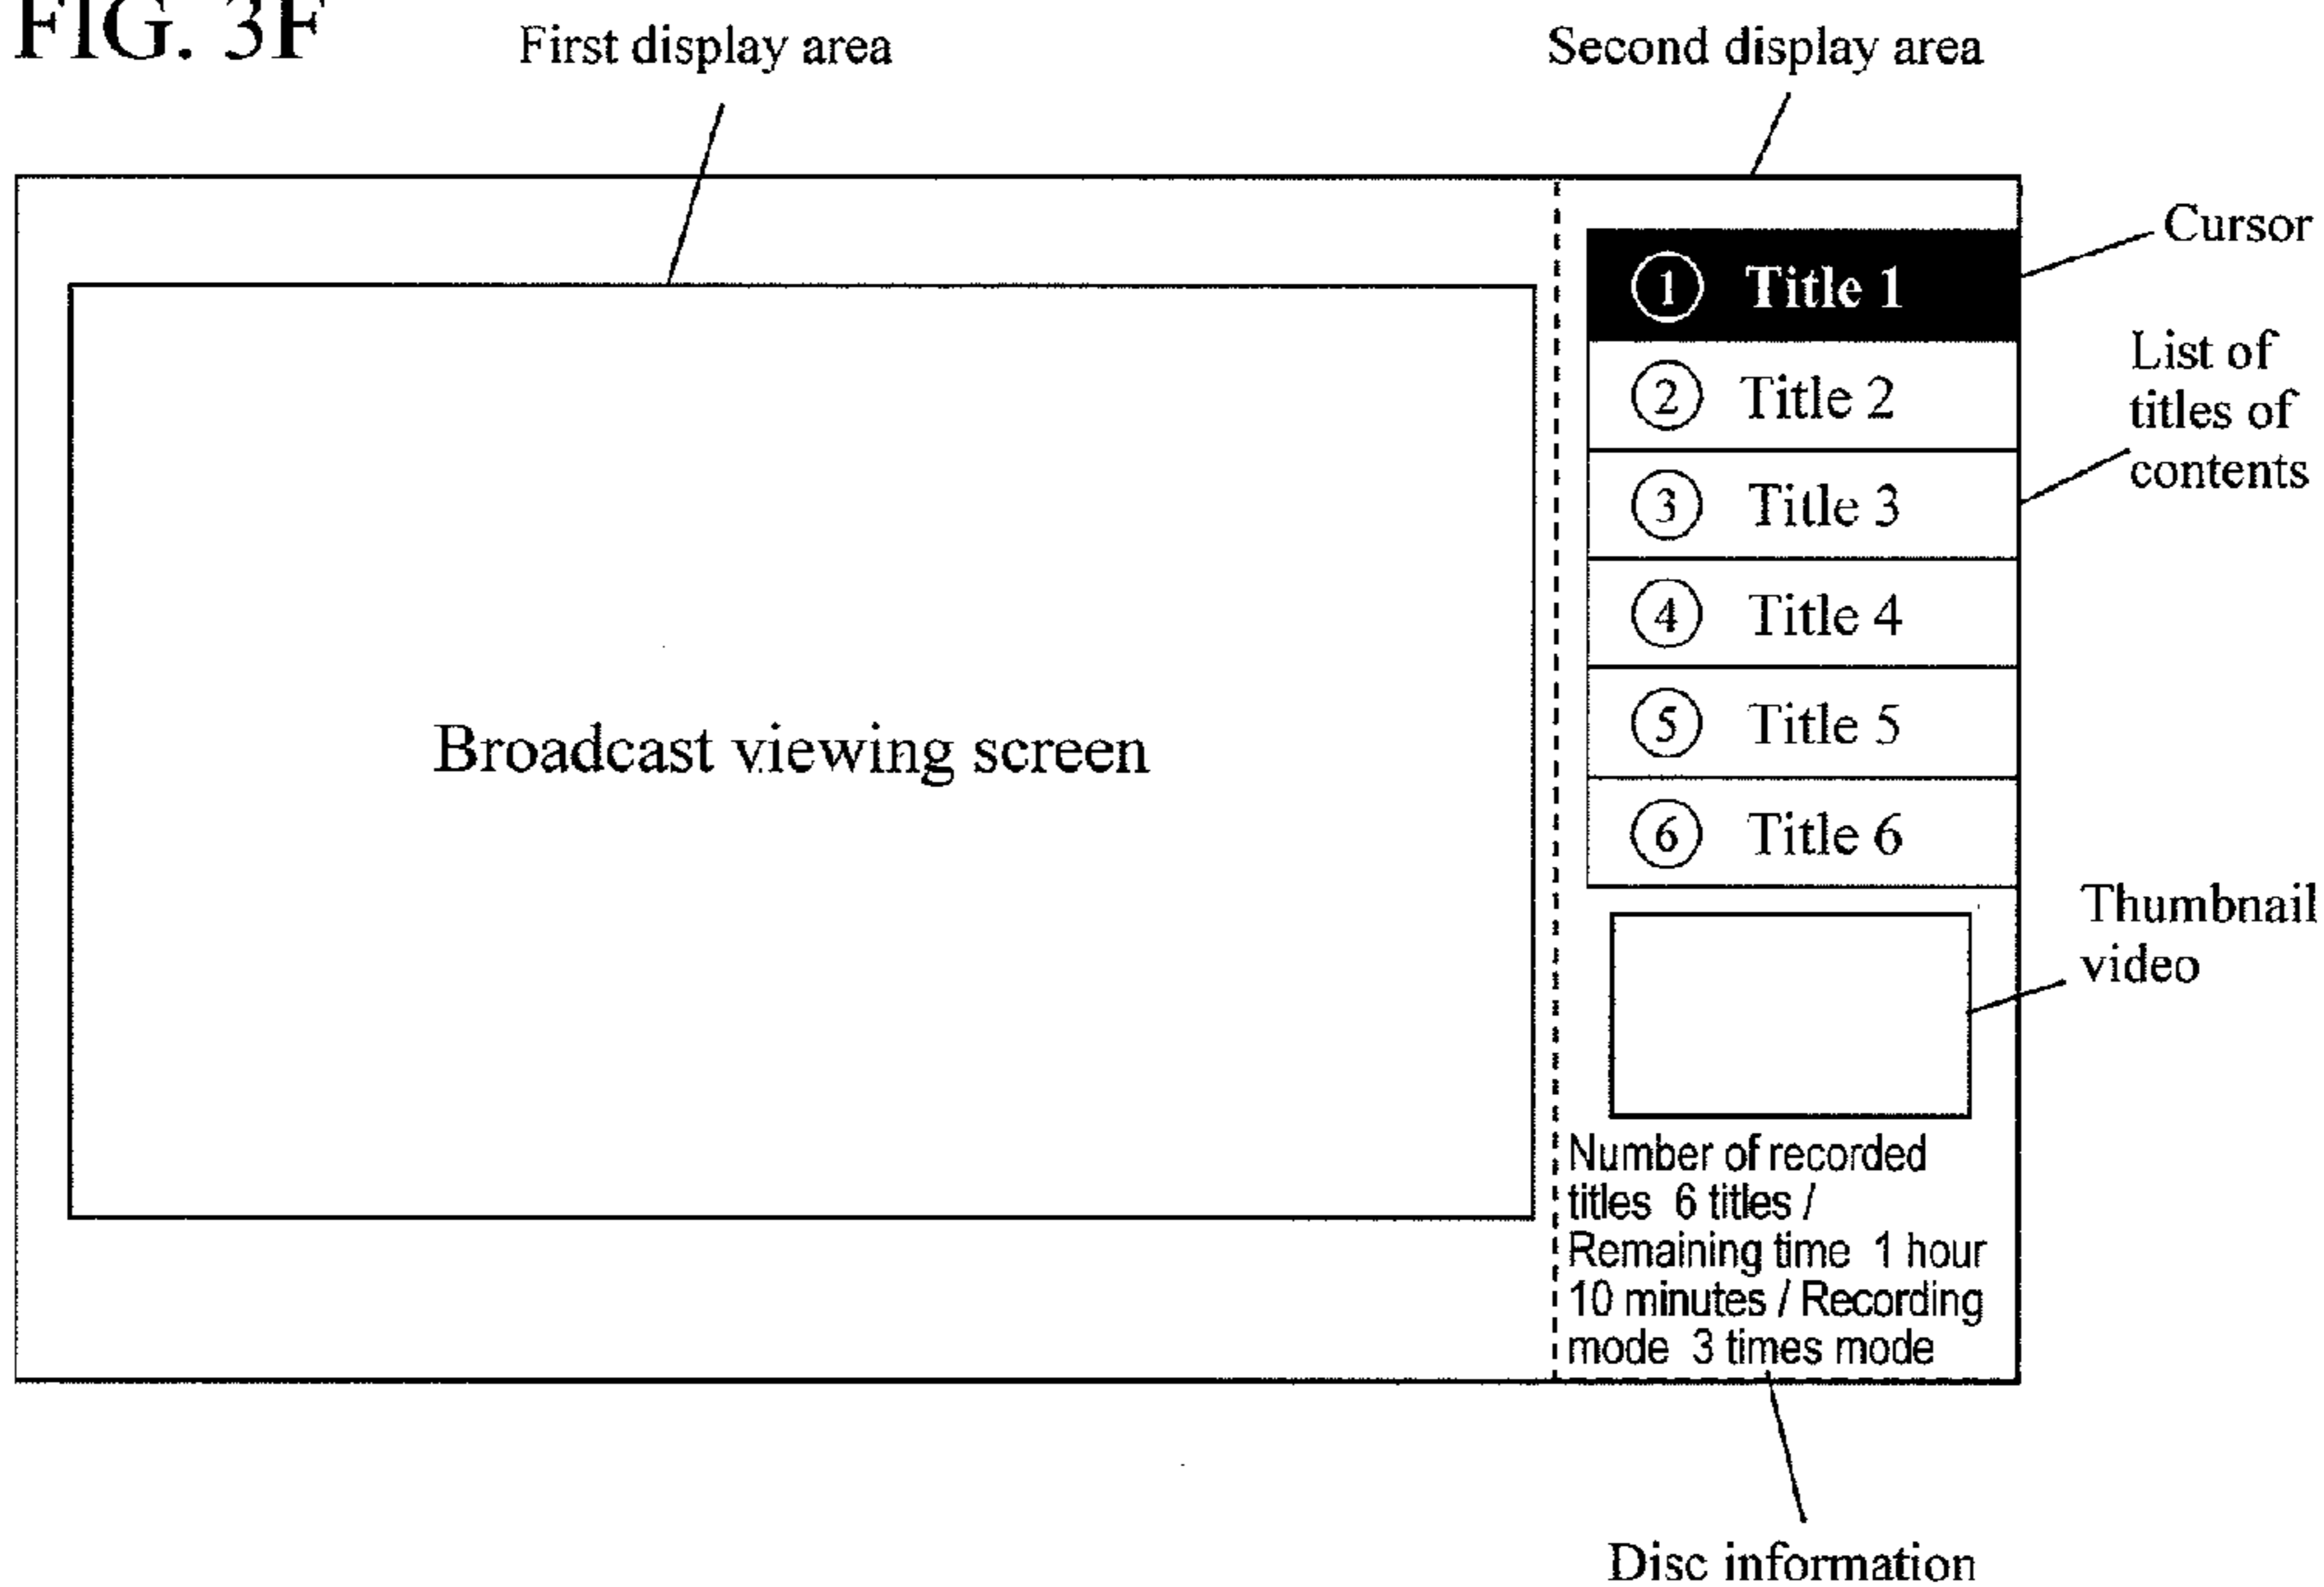 FIG. 3F
First display area
Second display area
Cursor
① Title 1
List of
titles of
contents
② Title 2
③ Title 3
④ Title 4
⑤ Title 5
⑥ Title 6
Broadcast viewing screen
Thumbnail
video
Number of recorded
titles 6 titles /
Remaining time 1 hour
10 minutes / Recording
mode 3 times mode
Disc information